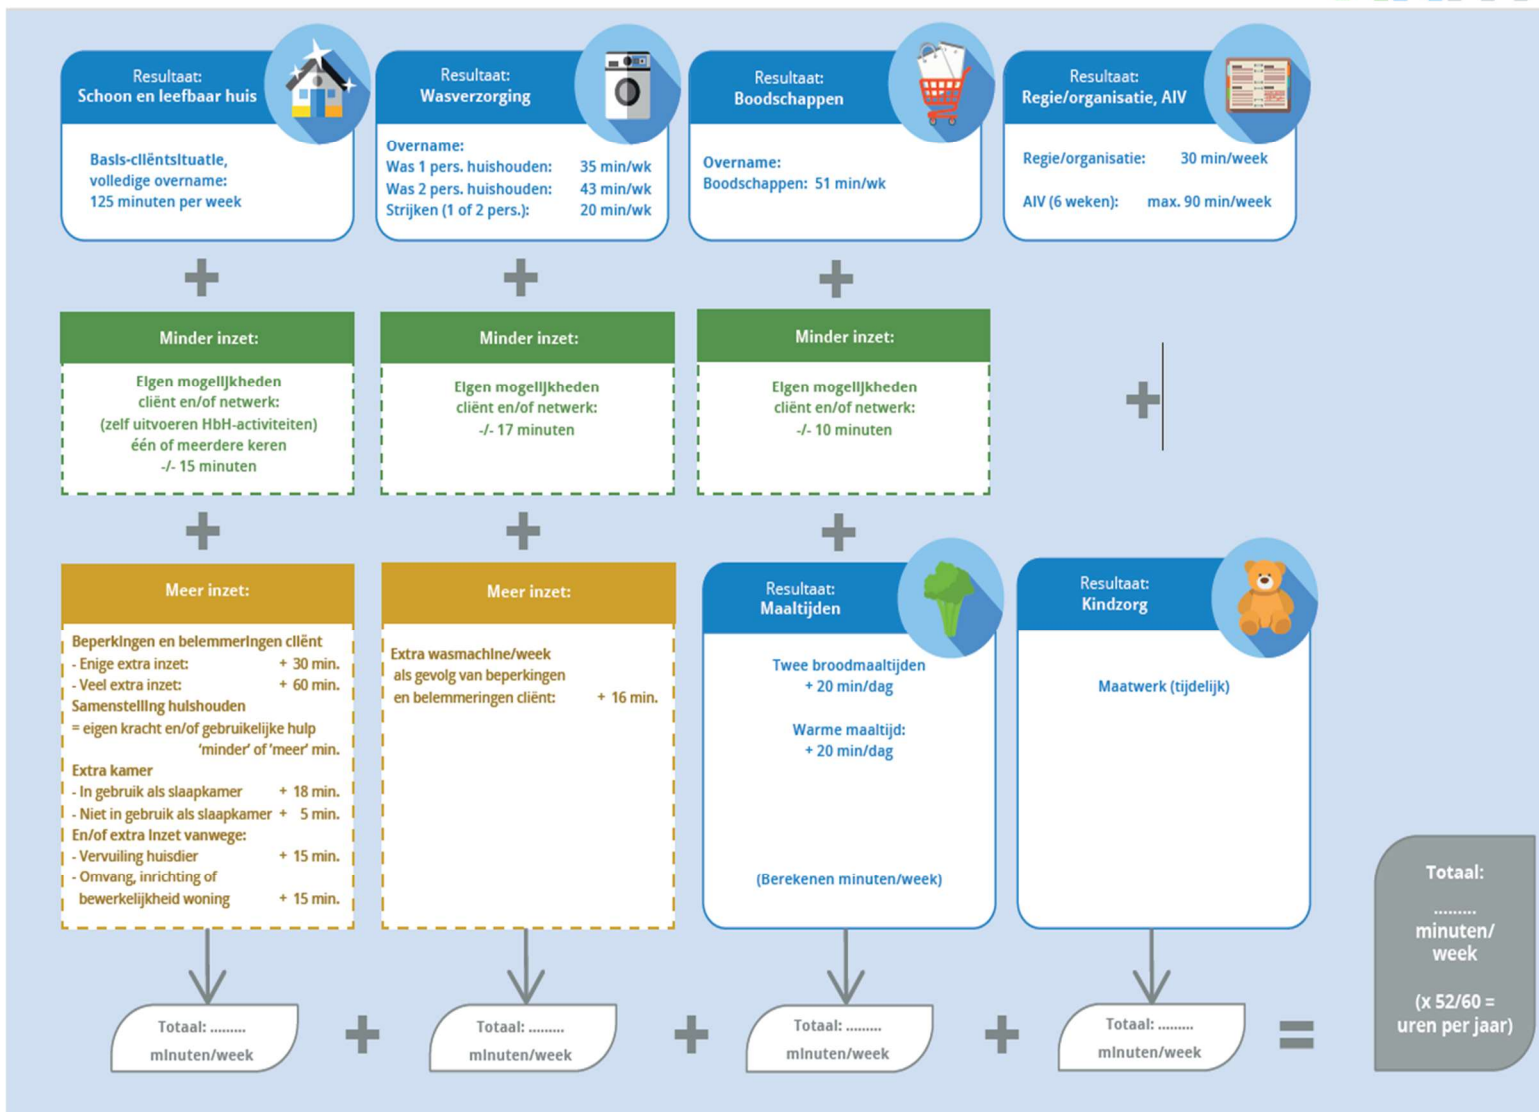 Resultaat:
Schoon en leefbaar huis
Basis-cliëntsituatie,
volledige overname:
125 minuten per week
Resultaat:
Wasverzorging
Overname:
Was 1 pers. huishouden: 35 min/wk
Was 2 pers. huishouden: 43 min/wk
Strijken (1 of 2 pers.): 20 min/wk
Resultaat:
Boodschappen
Overname:
Boodschappen: 51 min/wk
Resultaat:
Regie/organisatie, AIV
Regie/organisatie: 30 min/week
AIV (6 weken): max. 90 min/week
+
+
+
Minder inzet:
Eigen mogelijkheden
cliënt en/of netwerk:
(zelf uitvoeren HbH-activiteiten)
één of meerdere keren
-/- 15 minuten
Minder inzet:
Eigen mogelijkheden
cliënt en/of netwerk:
-/- 17 minuten
Minder inzet:
Eigen mogelijkheden
cliënt en/of netwerk:
-/- 10 minuten
+
+
+
+
Meer inzet:
Beperkingen en belemmeringen cliënt
- Enige extra inzet: + 30 min.
- Veel extra inzet: + 60 min.
Samenstelling huishouden
= eigen kracht en/of gebruikelijke hulp
'minder' of 'meer' min.
Extra kamer
- In gebruik als slaapkamer + 18 min.
- Niet in gebruik als slaapkamer + 5 min.
En/of extra inzet vanwege:
- Vervuiling huisdier + 15 min.
- Omvang, inrichting of
bewerkelijkheid woning + 15 min.
Meer inzet:
Extra wasmachine/week
als gevolg van beperkingen
en belemmeringen cliënt: + 16 min.
Resultaat:
Maaltijden
Twee broodmaaltijden
+ 20 min/dag
Warme maaltijd:
+ 20 min/dag
(Berekenen minuten/week)
Resultaat:
Kindzorg
Maatwerk (tijdelijk)
Totaal: .........
minuten/week
+
Totaal: .........
minuten/week
+
Totaal: .........
minuten/week
+
Totaal: .........
minuten/week
=
Totaal:
.........
minuten/
week
(x 52/60 =
uren per jaar)